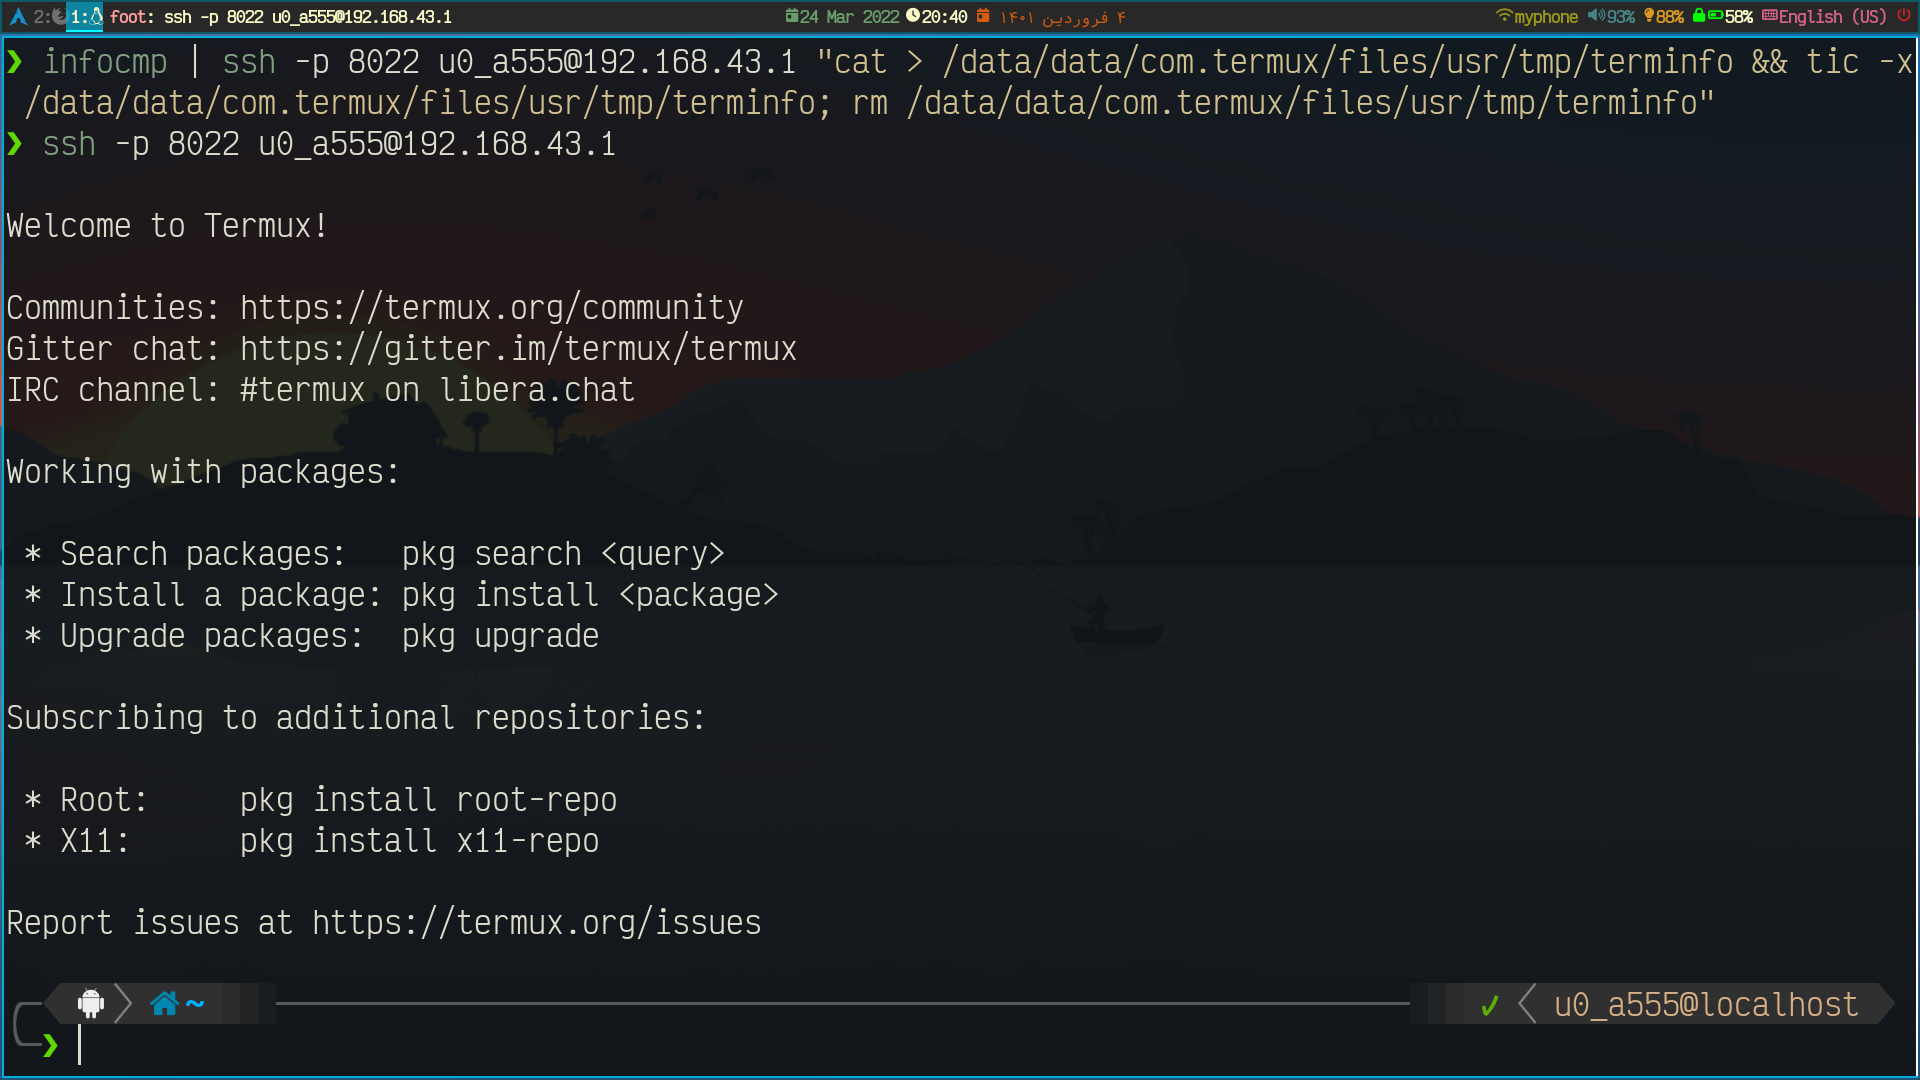 2: 1: foot: ssh -p 8022 u0_a555@192.168.43.1 24 Mar 2022 20:40 ۴ فروردین ۱۴۰۱ myphone 93% 88% 58% English (US)
❯ infocmp | ssh -p 8022 u0_a555@192.168.43.1 "cat > /data/data/com.termux/files/usr/tmp/terminfo && tic -x
/data/data/com.termux/files/usr/tmp/terminfo; rm /data/data/com.termux/files/usr/tmp/terminfo"
❯ ssh -p 8022 u0_a555@192.168.43.1
Welcome to Termux!
Communities: https://termux.org/community
Gitter chat: https://gitter.im/termux/termux
IRC channel: #termux on libera.chat
Working with packages:
* Search packages: pkg search <query>
* Install a package: pkg install <package>
* Upgrade packages: pkg upgrade
Subscribing to additional repositories:
* Root: pkg install root-repo
* X11: pkg install x11-repo
Report issues at https://termux.org/issues
~ ✓ u0_a555@localhost
❯